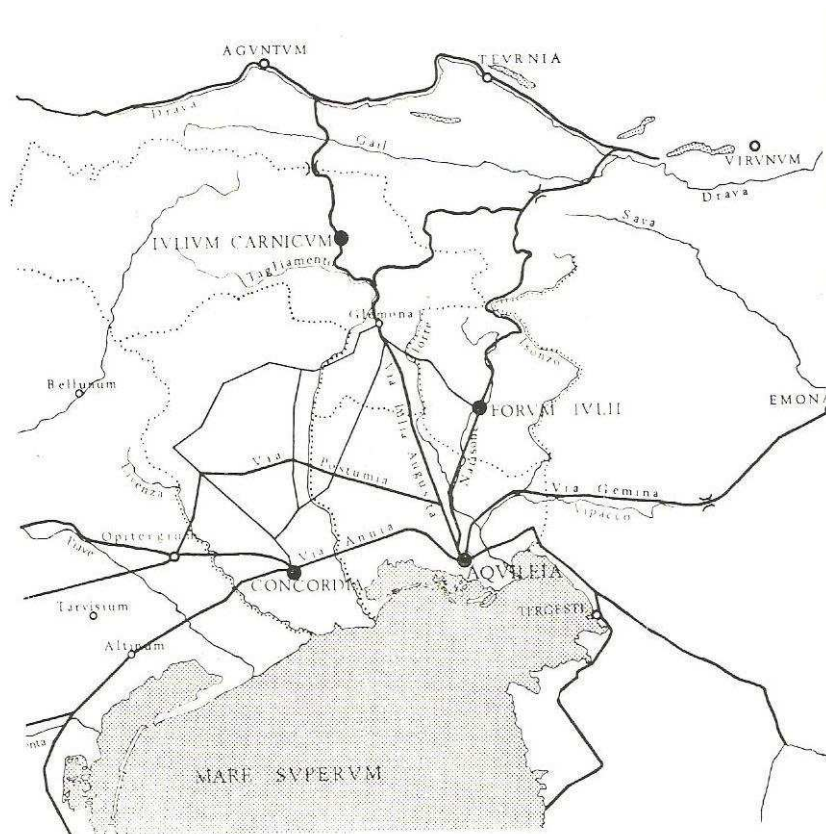 AGVNTVM
TEVRNIA
Drava
Gail
VIRVNVM
Drava
Sava
IVLIVM CARNICVM
Tagliamento
Glemona
Torre
Isonzo
Bellunum
Via Iulia Augusta
FORVM IVLII
EMONA
Natisone
Via Postumia
Livenza
Via Gemina
Vipacco
Opitergium
Piave
Via Annia
AQVILEIA
CONCORDIA
Tarvisium
TERGESTE
Altinum
enta
MARE SVPERVM